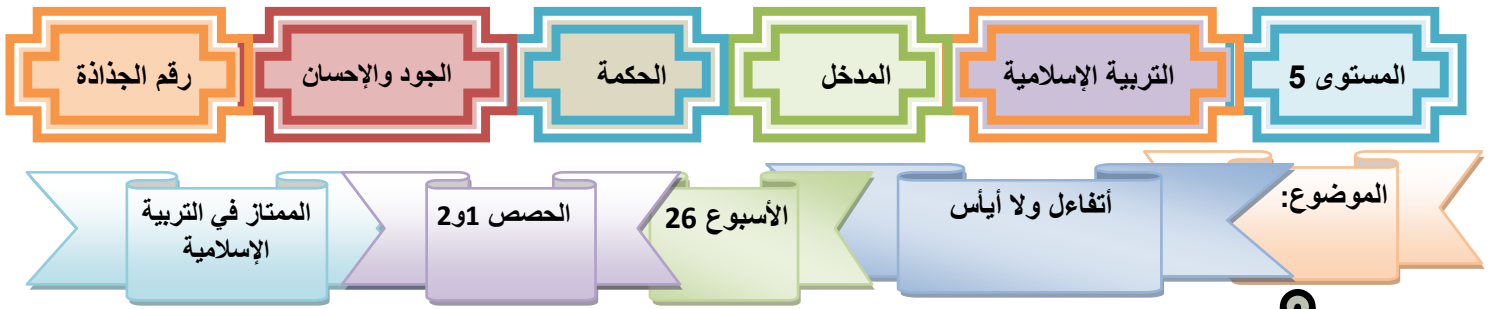 المستوى 5
التربية الإسلامية
المدخل
الحكمة
الجود والإحسان
رقم الجذاذة
الموضوع:
أتفاءل ولا أيأس
الأسبوع 26
الحصص 1و2
الممتاز في التربية
الإسلامية